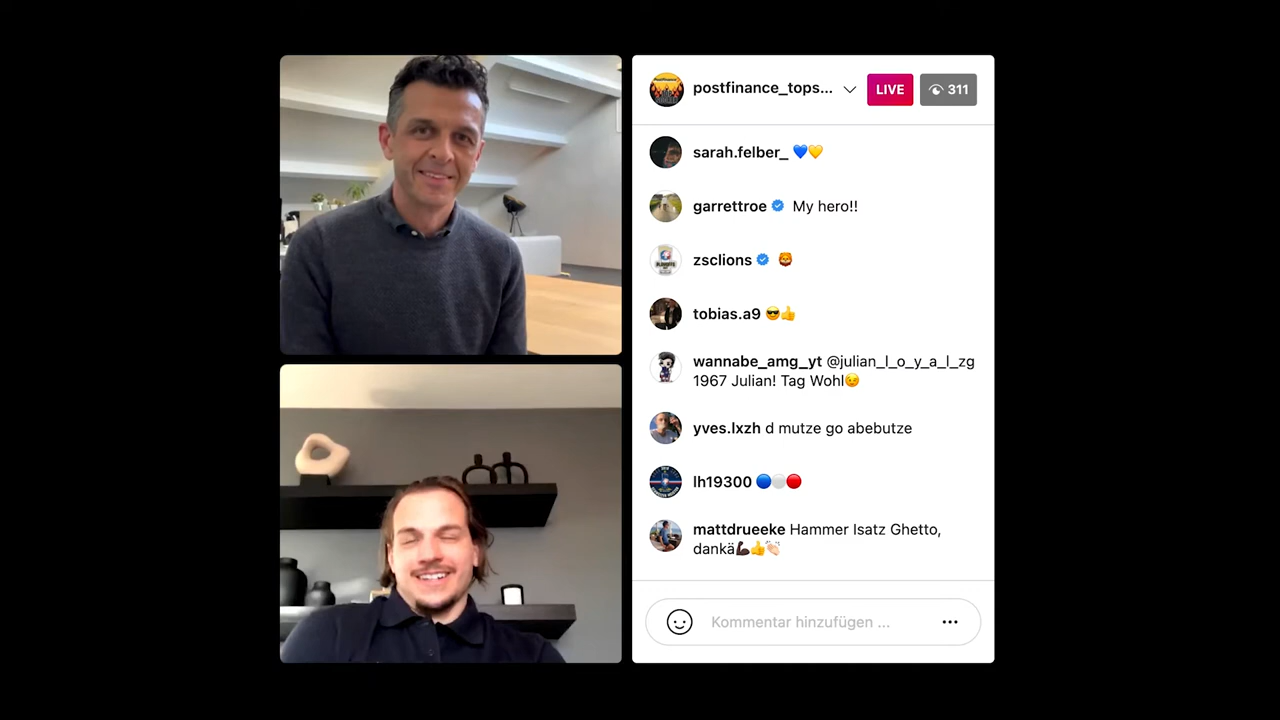 postfinance_tops...
LIVE
311
sarah.felber_ 💙💛
garrettroe My hero!!
zsclions 🦁
tobias.a9 😎👍
wannabe_amg_yt @julian_l_o_y_a_l_zg
1967 Julian! Tag Wohl😉
yves.lxzh d mutze go abebutze
lh19300 🔵⚪🔴
mattdrueeke Hammer Isatz Ghetto,
dankä💪🏿👍👏🏻
Kommentar hinzufügen ...